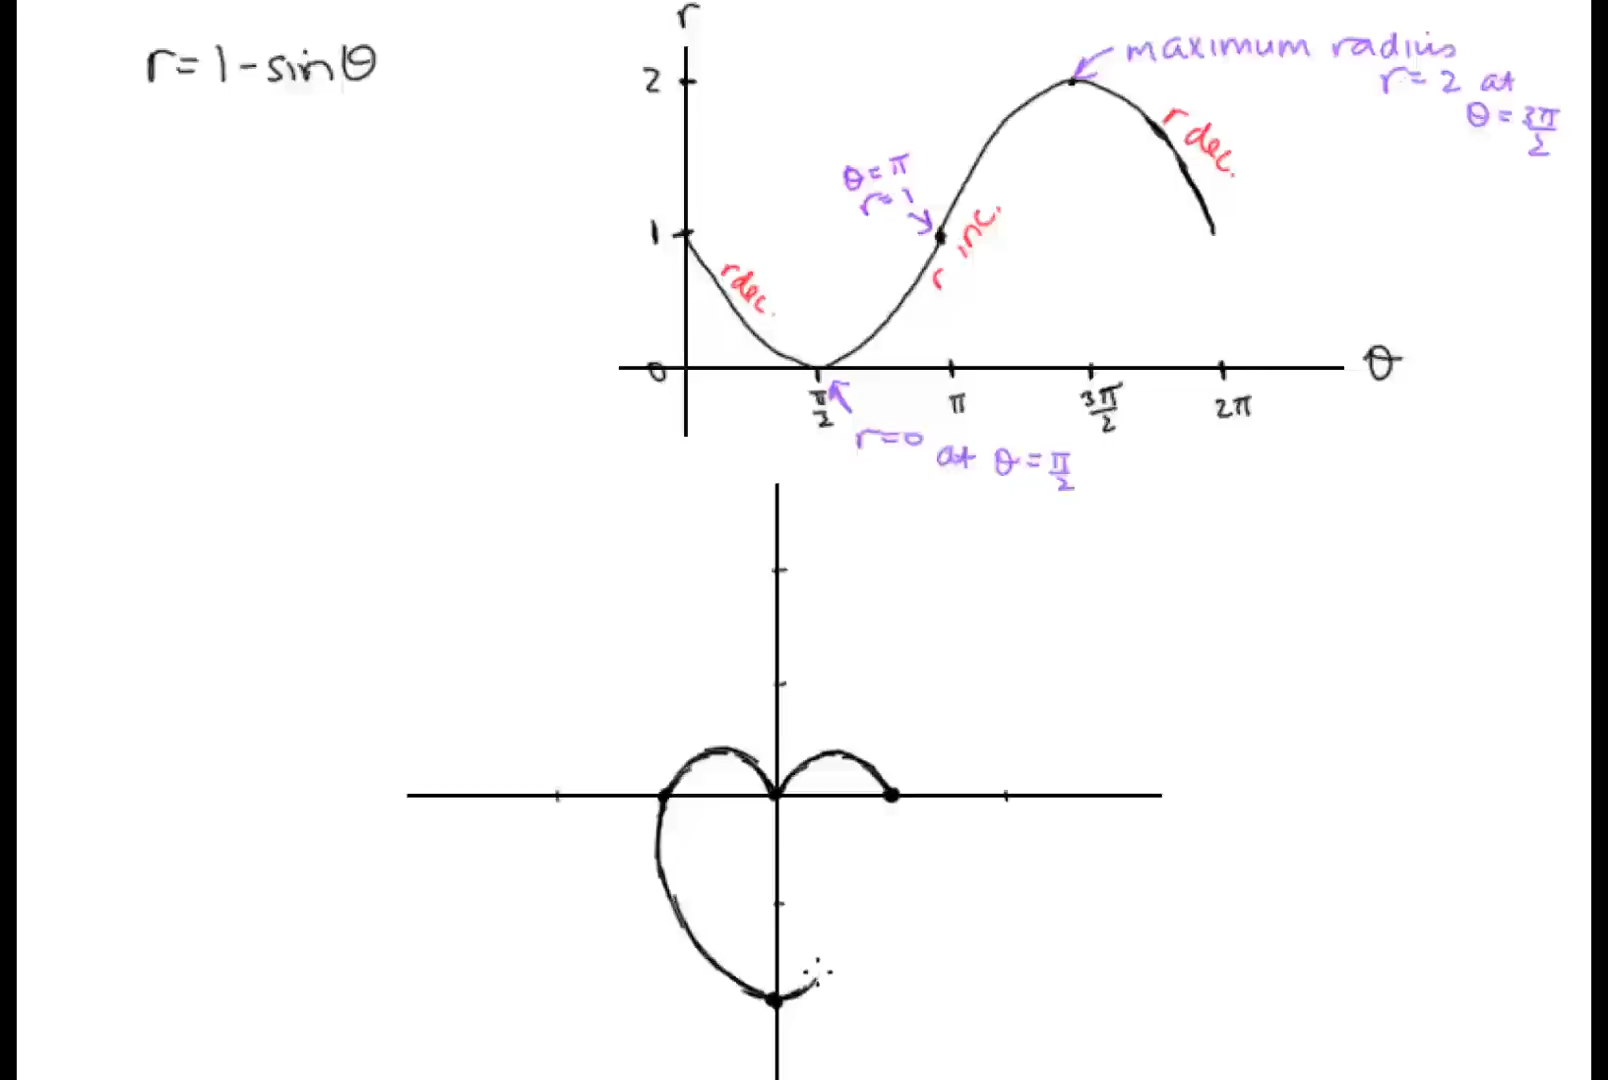 r=1-sinθ
r
2
maximum radius
r=2 at
θ=3π/2
r dec.
θ=π
r=1
1
r inc.
r dec.
0
π/2
π
3π/2
2π
θ
r=0
at θ=π/2